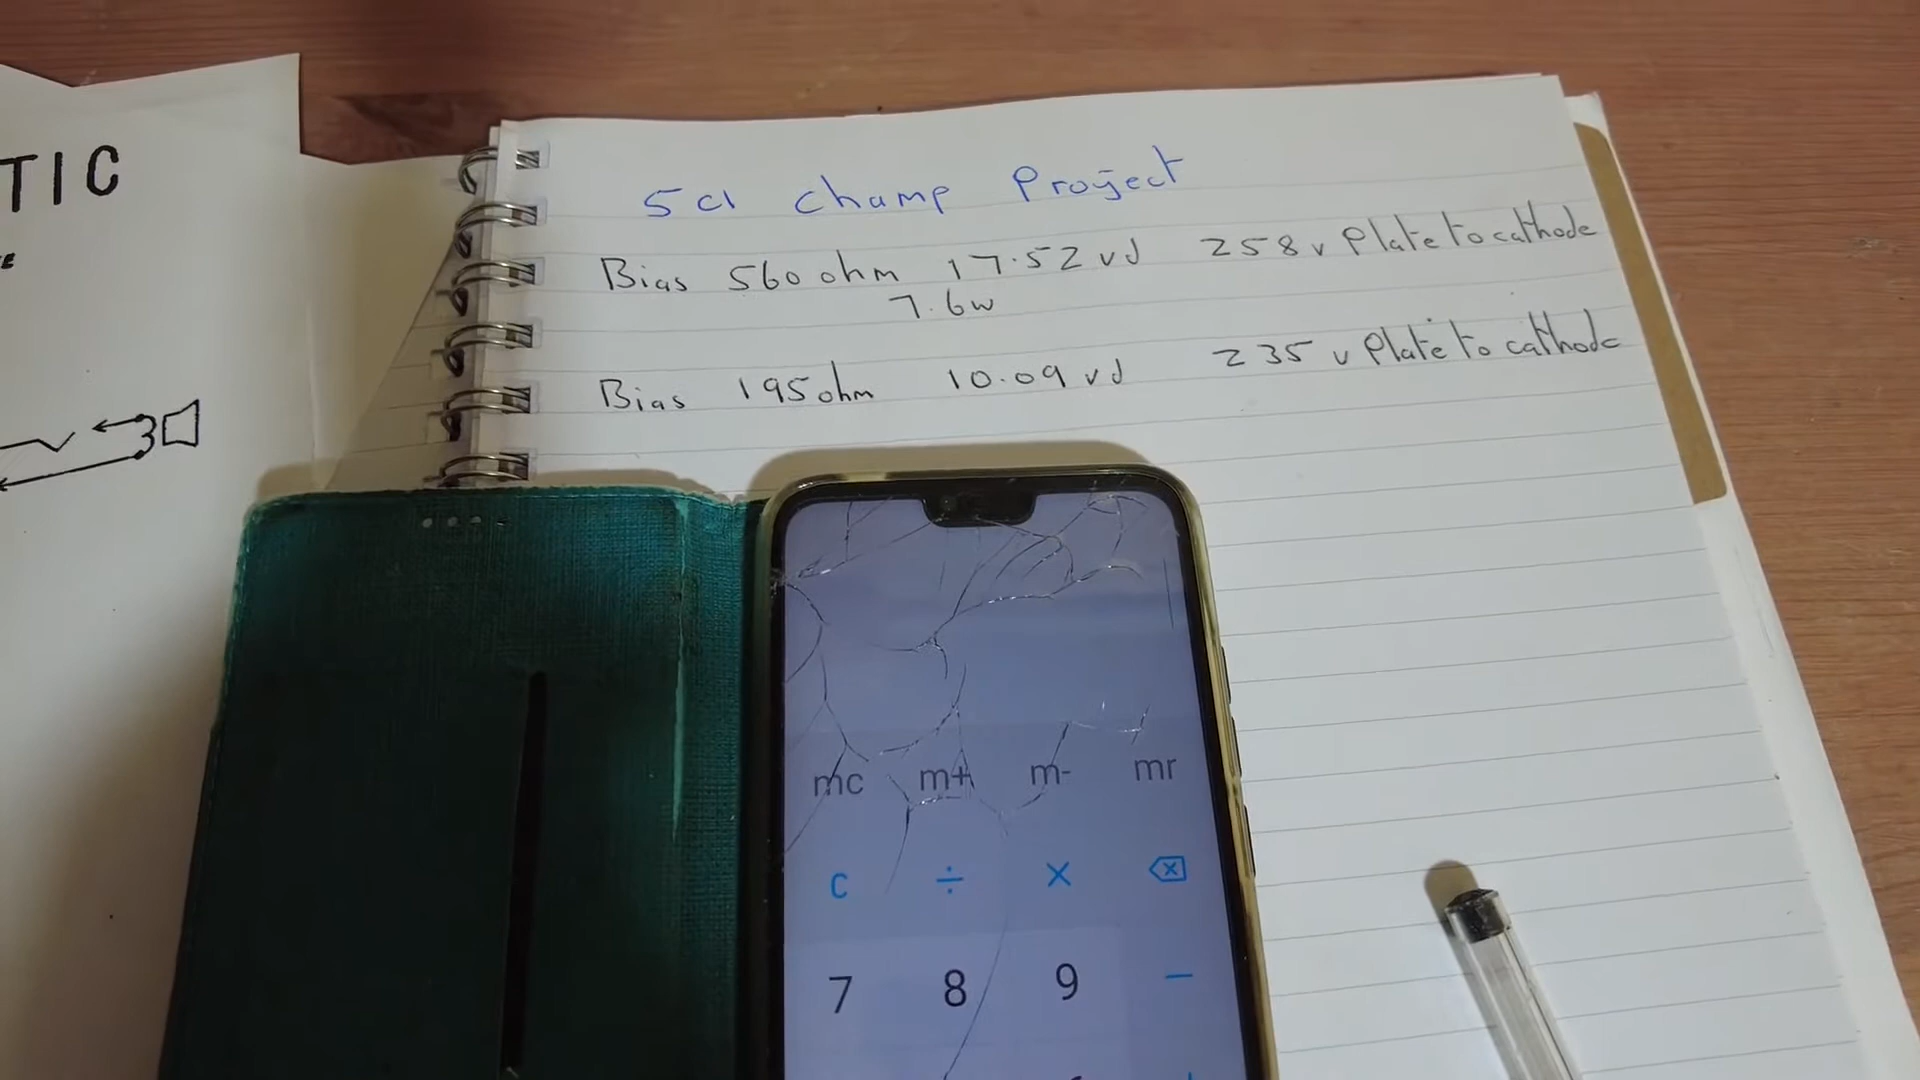 TIC
5c1 champ Project
Bias 560 ohm 17.52 vd 258 v Plate to cathode
7.6w
Bias 195 ohm 10.09 vd 235 v Plate to cathode
mc m+ m- mr
c ÷ ×
7 8 9 −